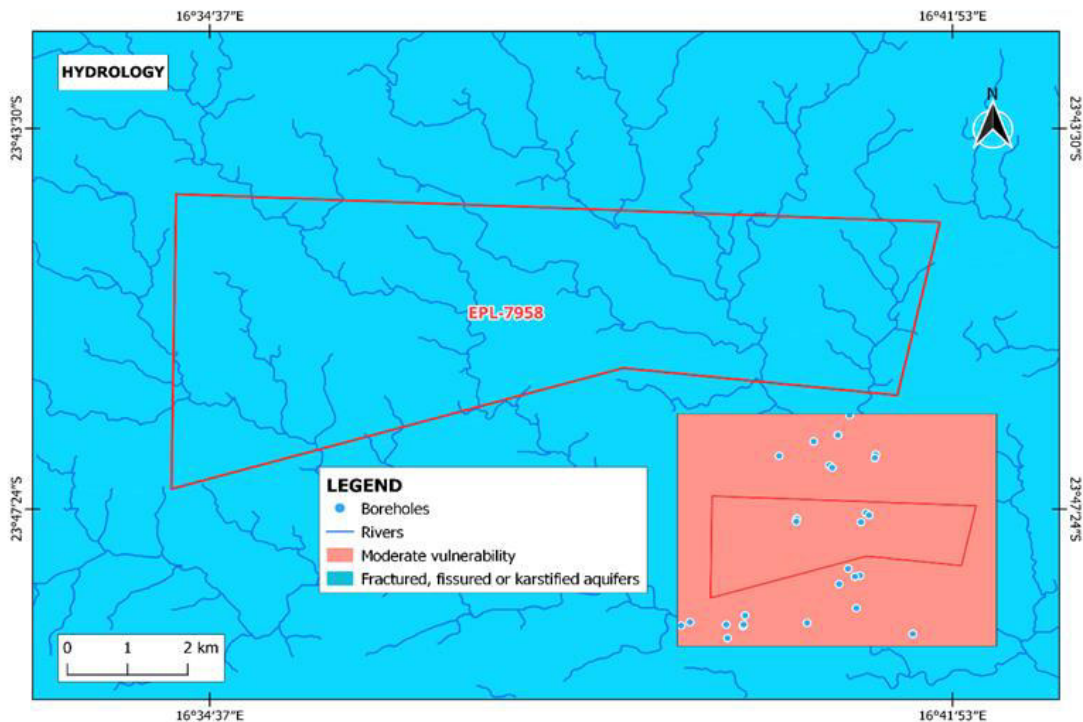 16°34'37"E
16°41'53"E
HYDROLOGY
N
23°43'30"S
23°43'30"S
EPL-7958
23°47'24"S
23°47'24"S
LEGEND
Boreholes
Rivers
Moderate vulnerability
Fractured, fissured or karstified aquifers
0 1 2 km
16°34'37"E
16°41'53"E